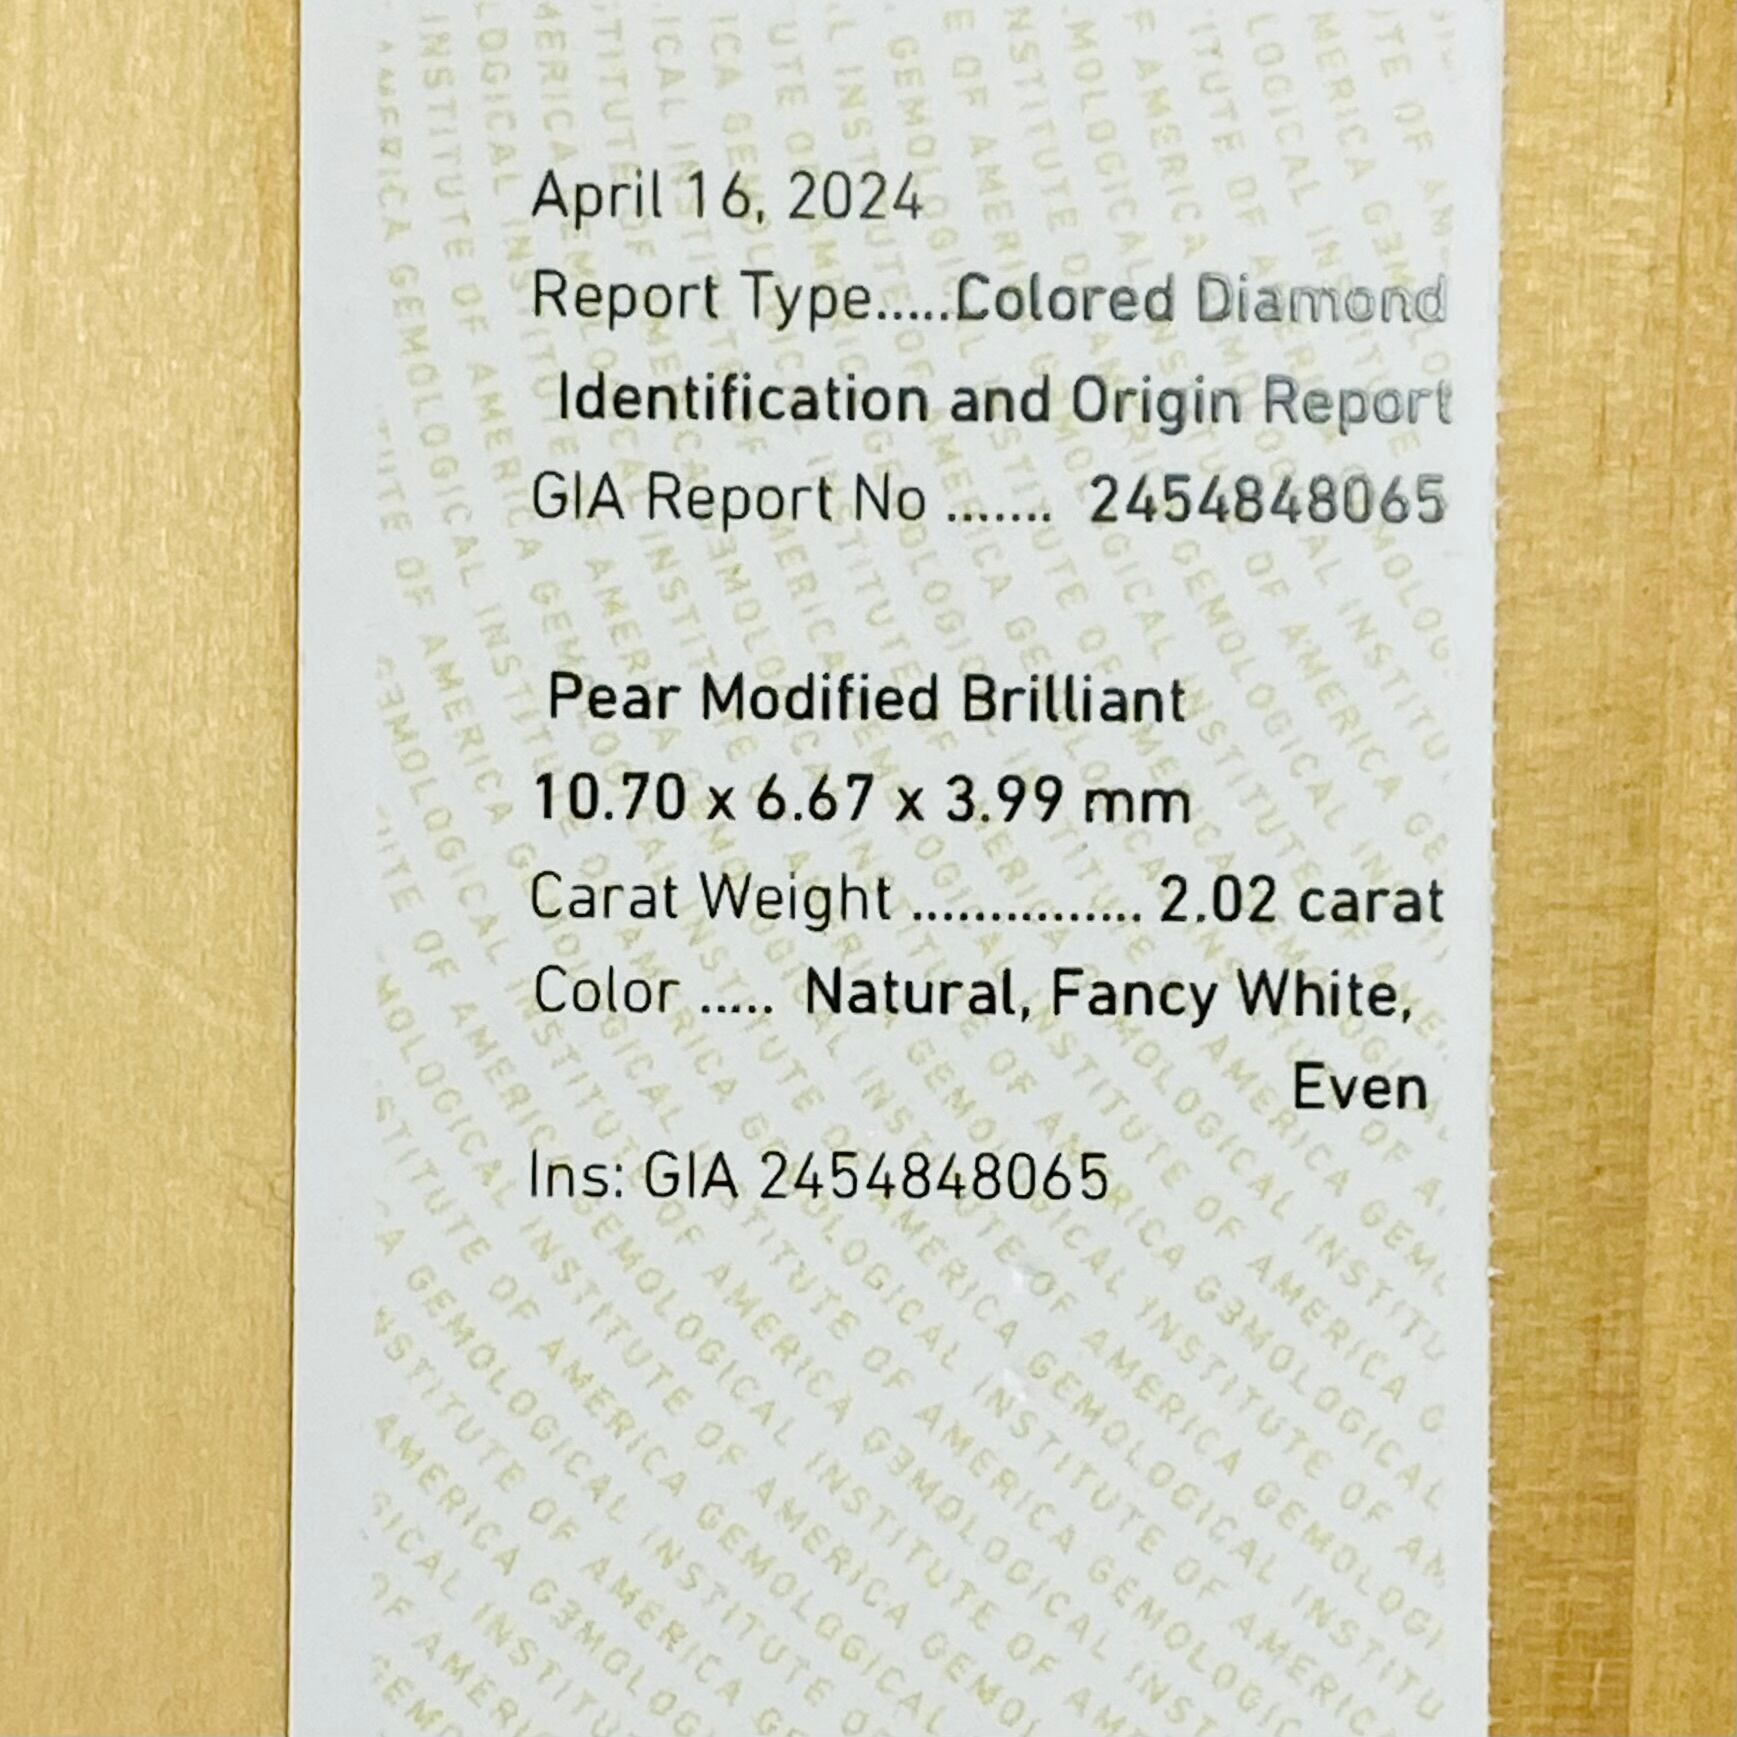 April 16, 2024
Report Type.....Colored Diamond
Identification and Origin Report
GIA Report No ....... 2454848065
Pear Modified Brilliant
10.70 x 6.67 x 3.99 mm
Carat Weight ............... 2.02 carat
Color ..... Natural, Fancy White,
Even
Ins: GIA 2454848065